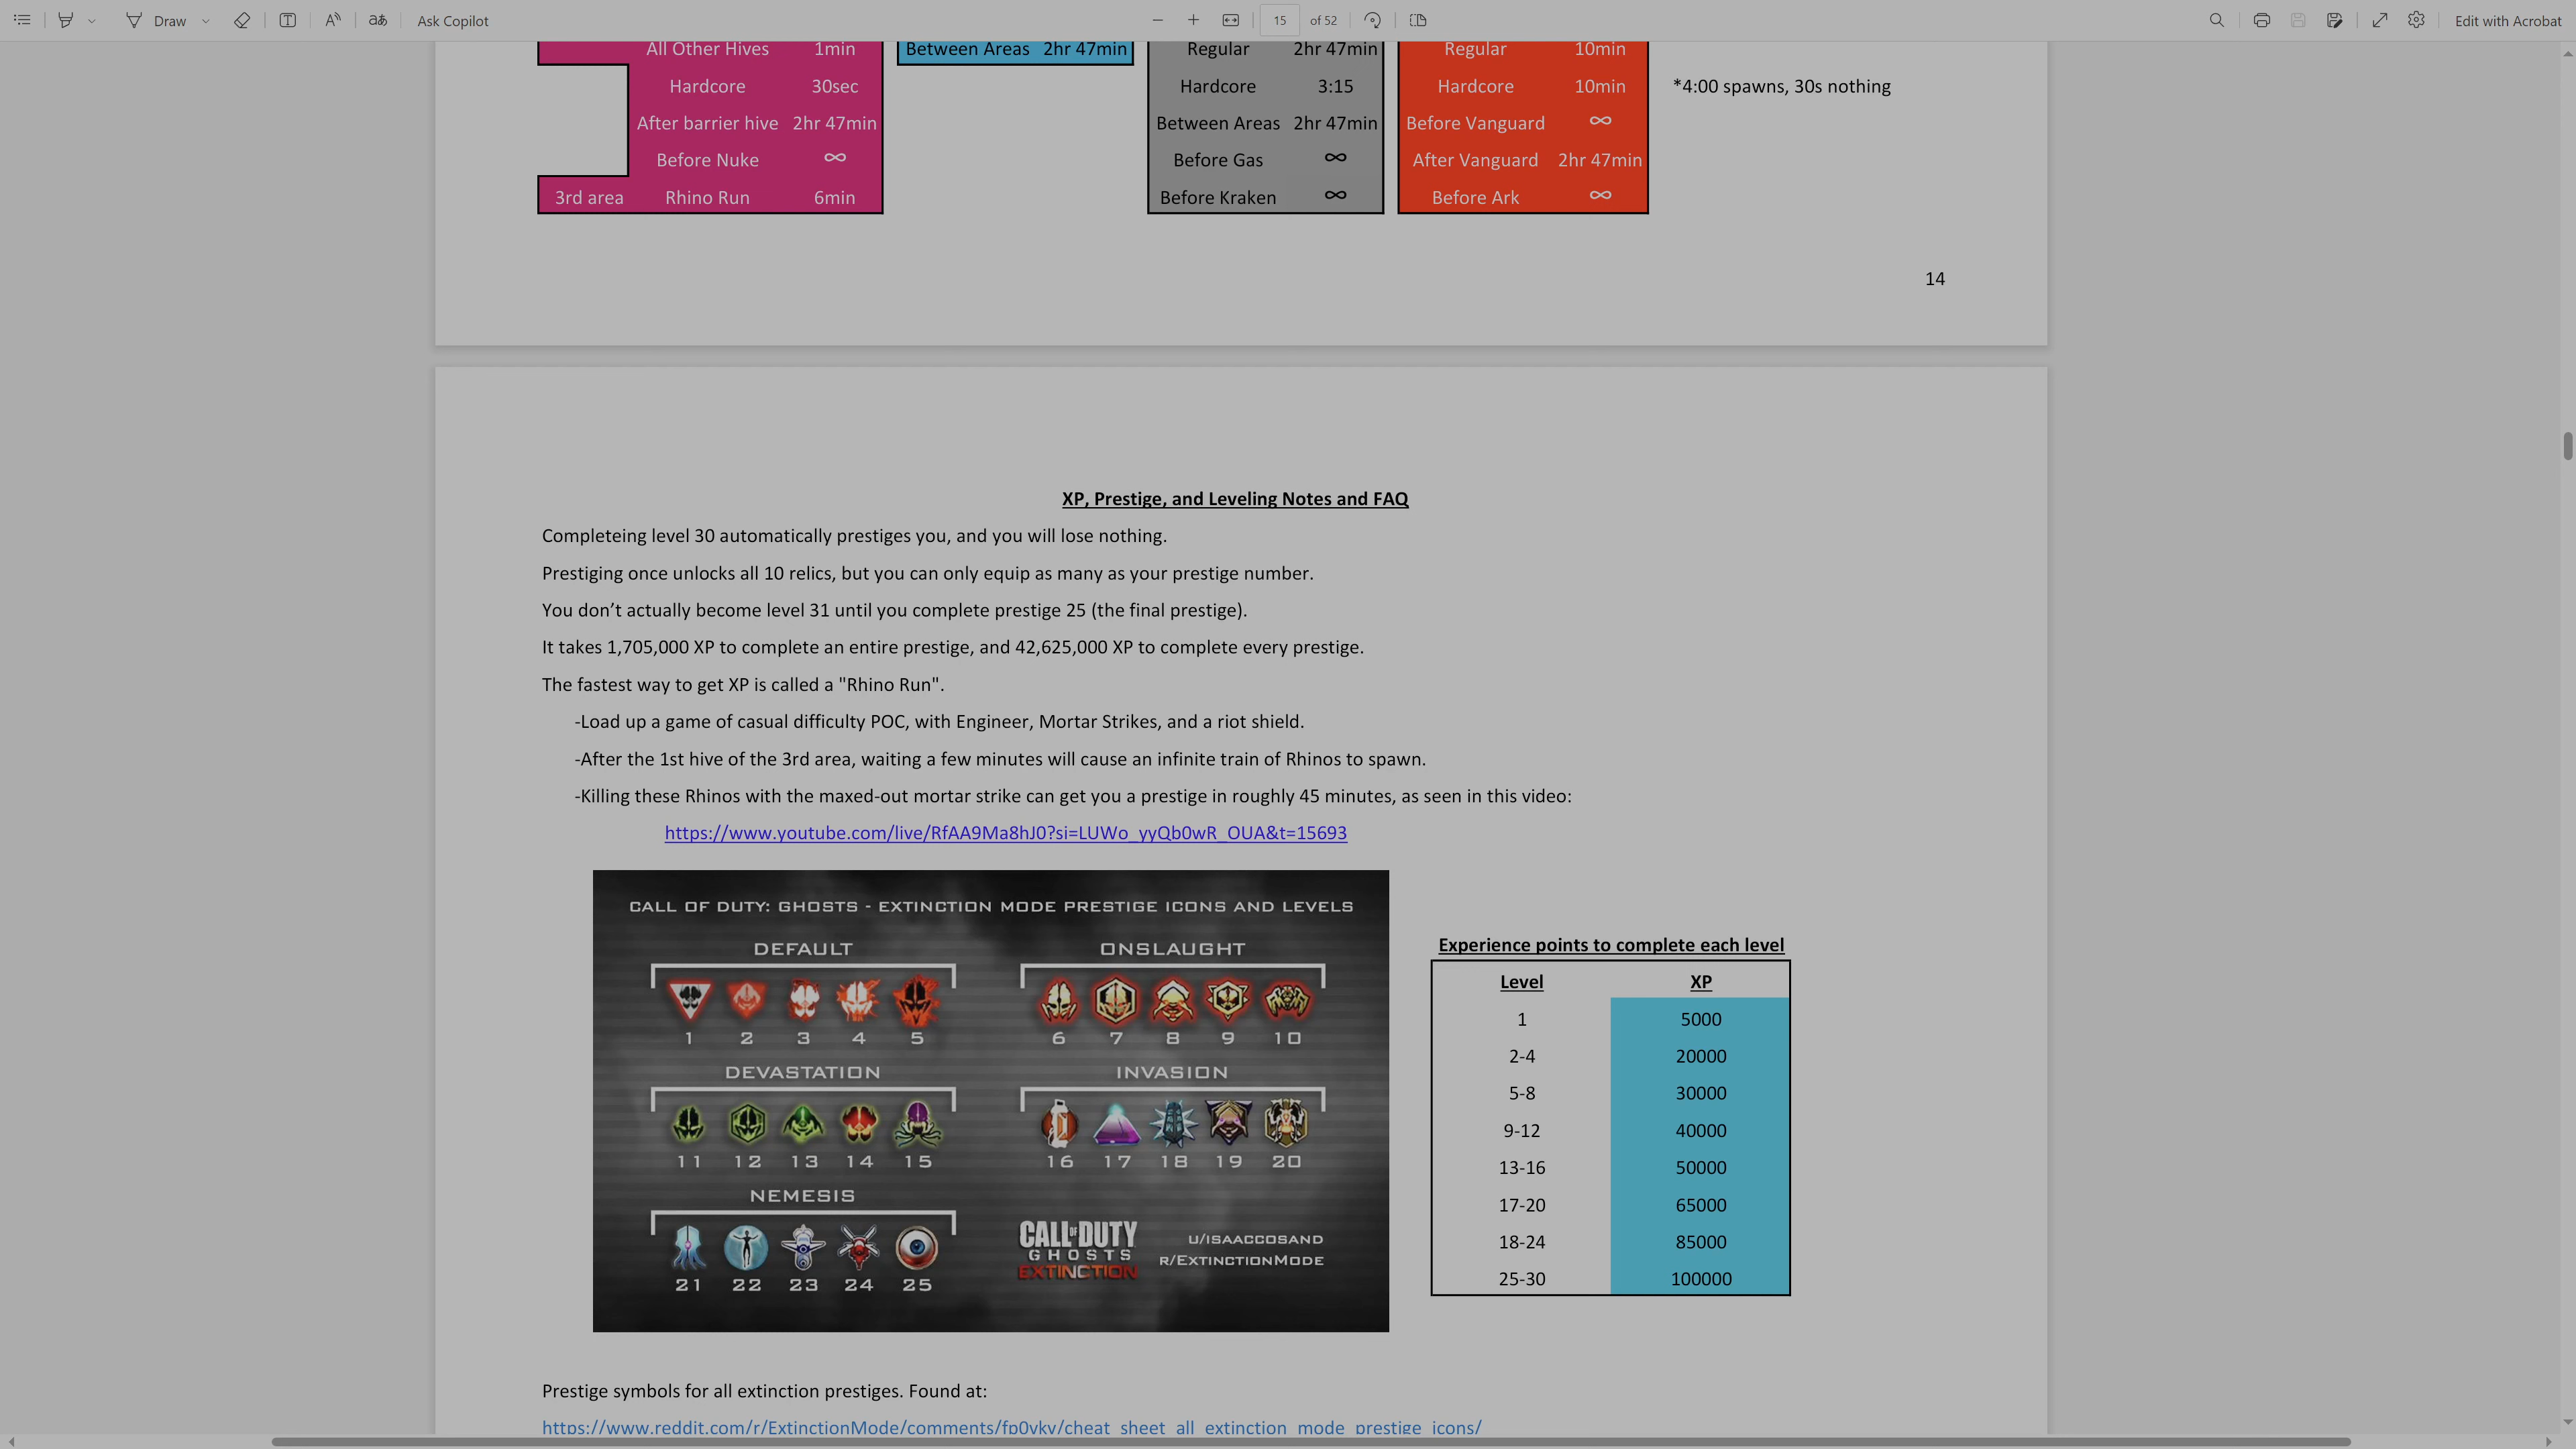 Draw
Ask Copilot
15 of 52
Edit with Acrobat
All Other Hives 1min
Hardcore 30sec
After barrier hive 2hr 47min
Before Nuke ∞
3rd area Rhino Run 6min
Between Areas 2hr 47min
Regular 2hr 47min
Hardcore 3:15
Between Areas 2hr 47min
Before Gas ∞
Before Kraken ∞
Regular 10min
Hardcore 10min
Before Vanguard ∞
After Vanguard 2hr 47min
Before Ark ∞
*4:00 spawns, 30s nothing
14
XP, Prestige, and Leveling Notes and FAQ
Completeing level 30 automatically prestiges you, and you will lose nothing.
Prestiging once unlocks all 10 relics, but you can only equip as many as your prestige number.
You don’t actually become level 31 until you complete prestige 25 (the final prestige).
It takes 1,705,000 XP to complete an entire prestige, and 42,625,000 XP to complete every prestige.
The fastest way to get XP is called a "Rhino Run".
-Load up a game of casual difficulty POC, with Engineer, Mortar Strikes, and a riot shield.
-After the 1st hive of the 3rd area, waiting a few minutes will cause an infinite train of Rhinos to spawn.
-Killing these Rhinos with the maxed-out mortar strike can get you a prestige in roughly 45 minutes, as seen in this video:
https://www.youtube.com/live/RfAA9Ma8hJ0?si=LUWo_yyQb0wR_OUA&t=15693
CALL OF DUTY: GHOSTS - EXTINCTION MODE PRESTIGE ICONS AND LEVELS
DEFAULT
1 2 3 4 5
ONSLAUGHT
6 7 8 9 10
DEVASTATION
11 12 13 14 15
INVASION
16 17 18 19 20
NEMESIS
21 22 23 24 25
CALL OF DUTY
GHOSTS
EXTINCTION
U/ISAACCOSAND
R/EXTINCTIONMODE
Experience points to complete each level
Level XP
1 5000
2-4 20000
5-8 30000
9-12 40000
13-16 50000
17-20 65000
18-24 85000
25-30 100000
Prestige symbols for all extinction prestiges. Found at:
https://www.reddit.com/r/ExtinctionMode/comments/fp0vkv/cheat_sheet_all_extinction_mode_prestige_icons/